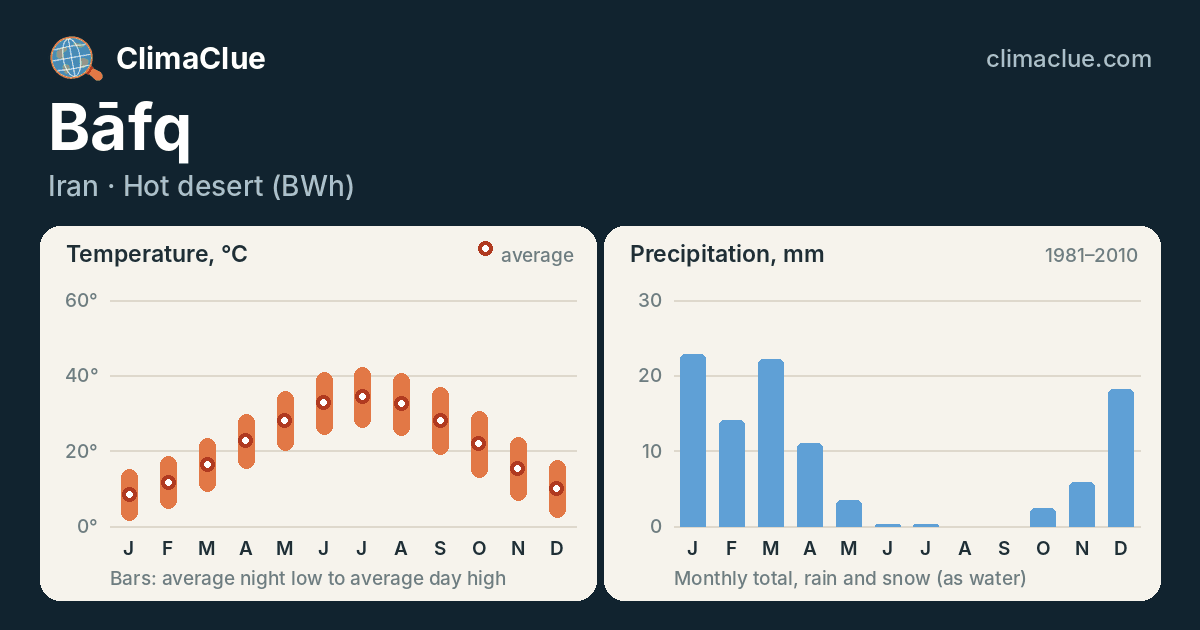 ClimaClue
climaclue.com
Bāfq
Iran · Hot desert (BWh)
Temperature, °C
average
60°
40°
20°
0°
J F M A M J J A S O N D
Bars: average night low to average day high
Precipitation, mm
1981–2010
30
20
10
0
J F M A M J J A S O N D
Monthly total, rain and snow (as water)